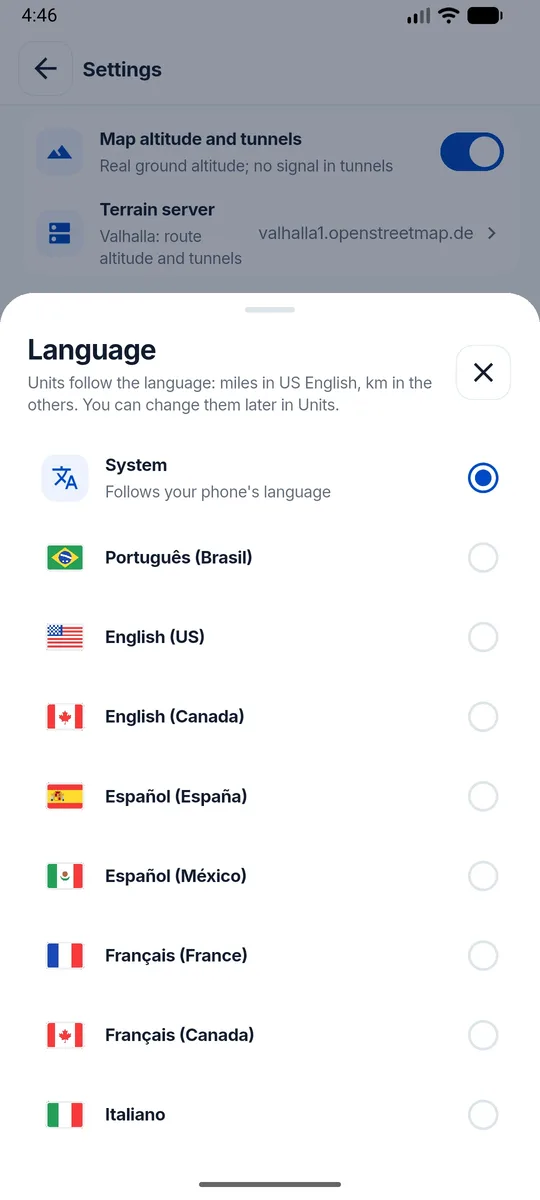 4:46
Settings
Map altitude and tunnels
Real ground altitude; no signal in tunnels
Terrain server
Valhalla: route
altitude and tunnels
valhalla1.openstreetmap.de
Language
Units follow the language: miles in US English, km in the
others. You can change them later in Units.
System
Follows your phone's language
Português (Brasil)
English (US)
English (Canada)
Español (España)
Español (México)
Français (France)
Français (Canada)
Italiano